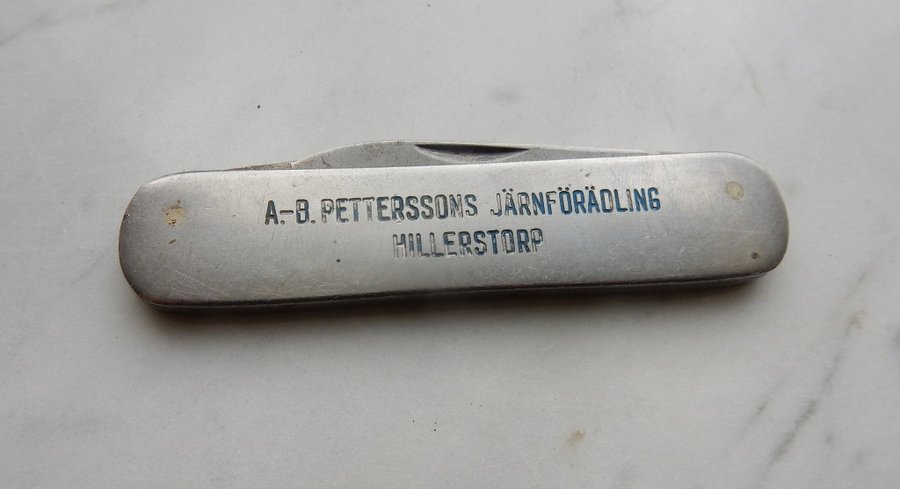 A.-B. PETTERSSONS JÄRNFÖRÄDLING
HILLERSTORP